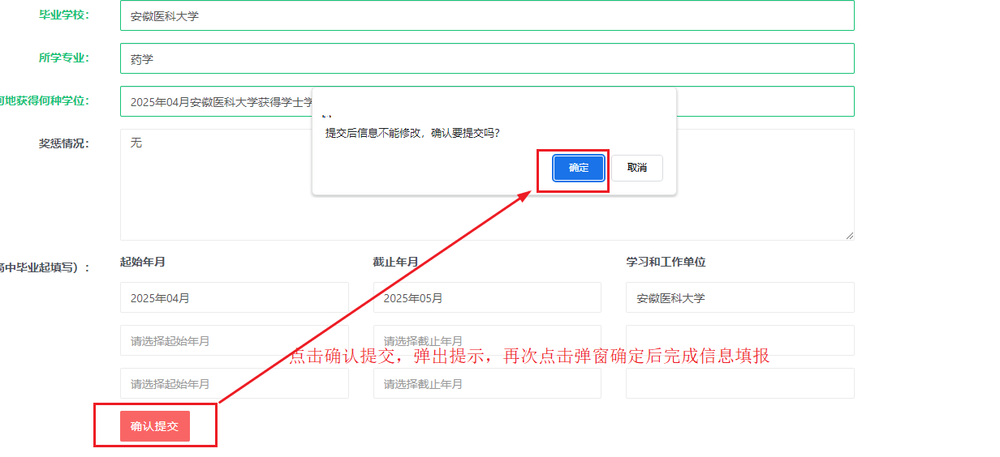 毕业学校：
安徽医科大学
所学专业：
药学
何地获得何种学位：
2025年04月安徽医科大学获得学士学
提交后信息不能修改，确认要提交吗？
确定
取消
奖惩情况：
无
高中毕业起填写）：
起始年月
截止年月
学习和工作单位
2025年04月
2025年05月
安徽医科大学
请选择起始年月
请选择截止年月
点击确认提交，弹出提示，再次点击弹窗确定后完成信息填报
请选择起始年月
请选择截止年月
确认提交